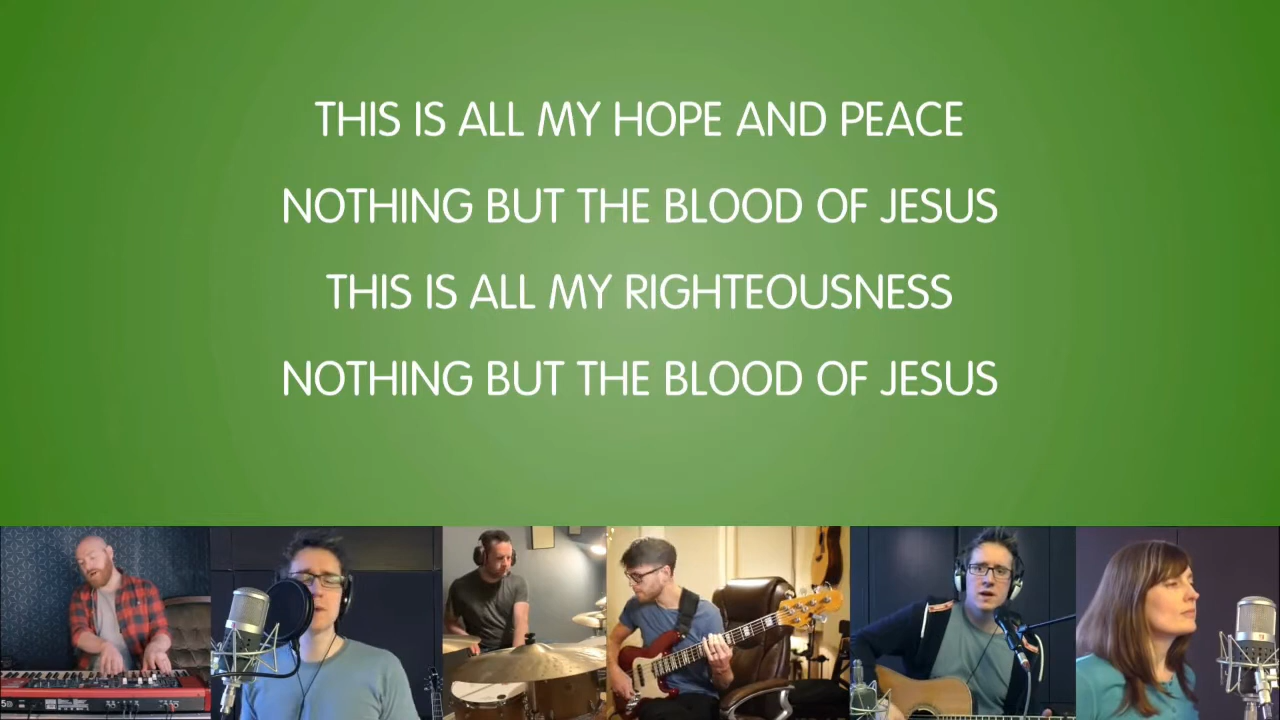 THIS IS ALL MY HOPE AND PEACE
NOTHING BUT THE BLOOD OF JESUS
THIS IS ALL MY RIGHTEOUSNESS
NOTHING BUT THE BLOOD OF JESUS